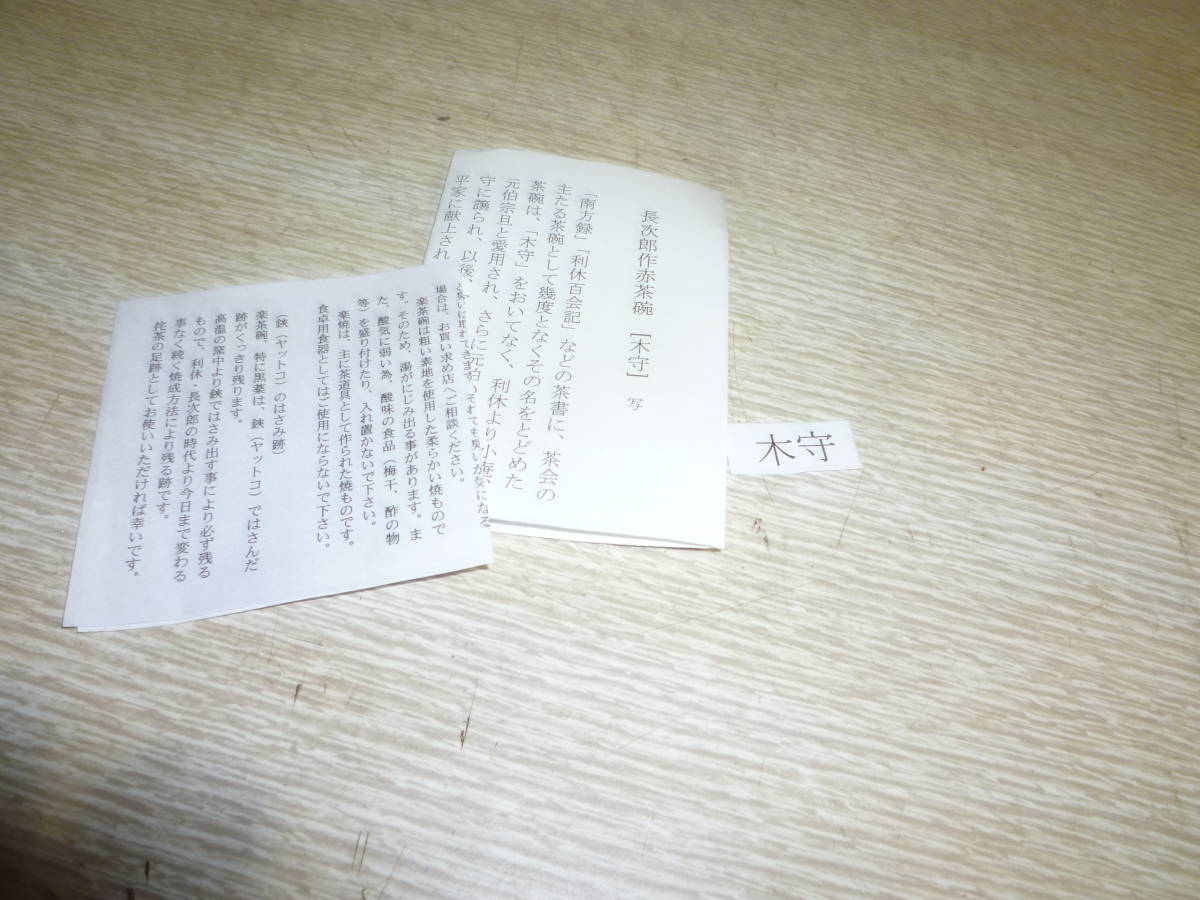 長次郎作赤茶碗 [木守] 写
「南方録」「利休百会記」などの茶書に、茶会の
主たる茶碗として幾度となくその名をとどめた
茶碗は、「木守」をおいてなく、利休より小庵、
元伯宗旦と愛用され、さらに元伯
守に譲られ、以後、
平家に献上され
木守
場合は、お買い求め店へご相談ください。
楽茶碗は粗い素地を使用した柔らかい焼もので
す。そのため、湯がにじみ出る事があります。ま
た、酸気に弱い為、酸味の食品(梅干、酢の物
等)を盛り付けたり、入れ置かないで下さい。
楽焼は、主に茶道具として作られた焼ものです。
食卓用食器としてはご使用にならないで下さい。
(鋏(ヤットコ)のはさみ跡)
楽茶碗、特に黒薬は、鋏(ヤットコ)ではさんだ
跡がくっきり残ります。
高温の窯中より鋏ではさみ出す事により必ず残る
もので、利休・長次郎の時代より今日まで変わる
事なく続く焼成方法により残る跡です。
侘茶の足跡としてお使いいただければ幸いです。